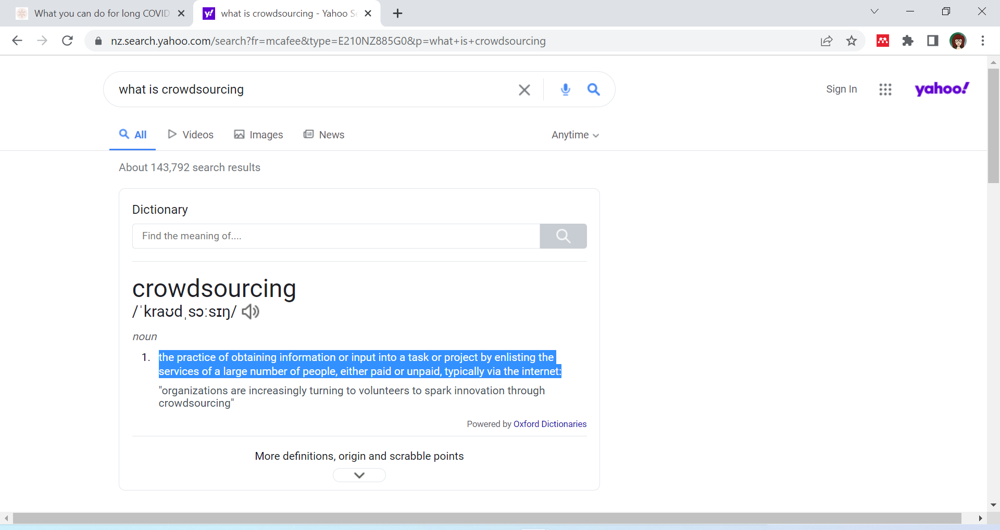 What you can do for long COVID
what is crowdsourcing - Yahoo Se
nz.search.yahoo.com/search?fr=mcafee&type=E210NZ885G0&p=what+is+crowdsourcing
what is crowdsourcing
Sign In
yahoo!
All Videos Images News Anytime
About 143,792 search results
Dictionary
Find the meaning of....
crowdsourcing
/ˈkraʊdˌsɔːsɪŋ/
noun
1. the practice of obtaining information or input into a task or project by enlisting the
services of a large number of people, either paid or unpaid, typically via the internet:
"organizations are increasingly turning to volunteers to spark innovation through
crowdsourcing"
Powered by Oxford Dictionaries
More definitions, origin and scrabble points